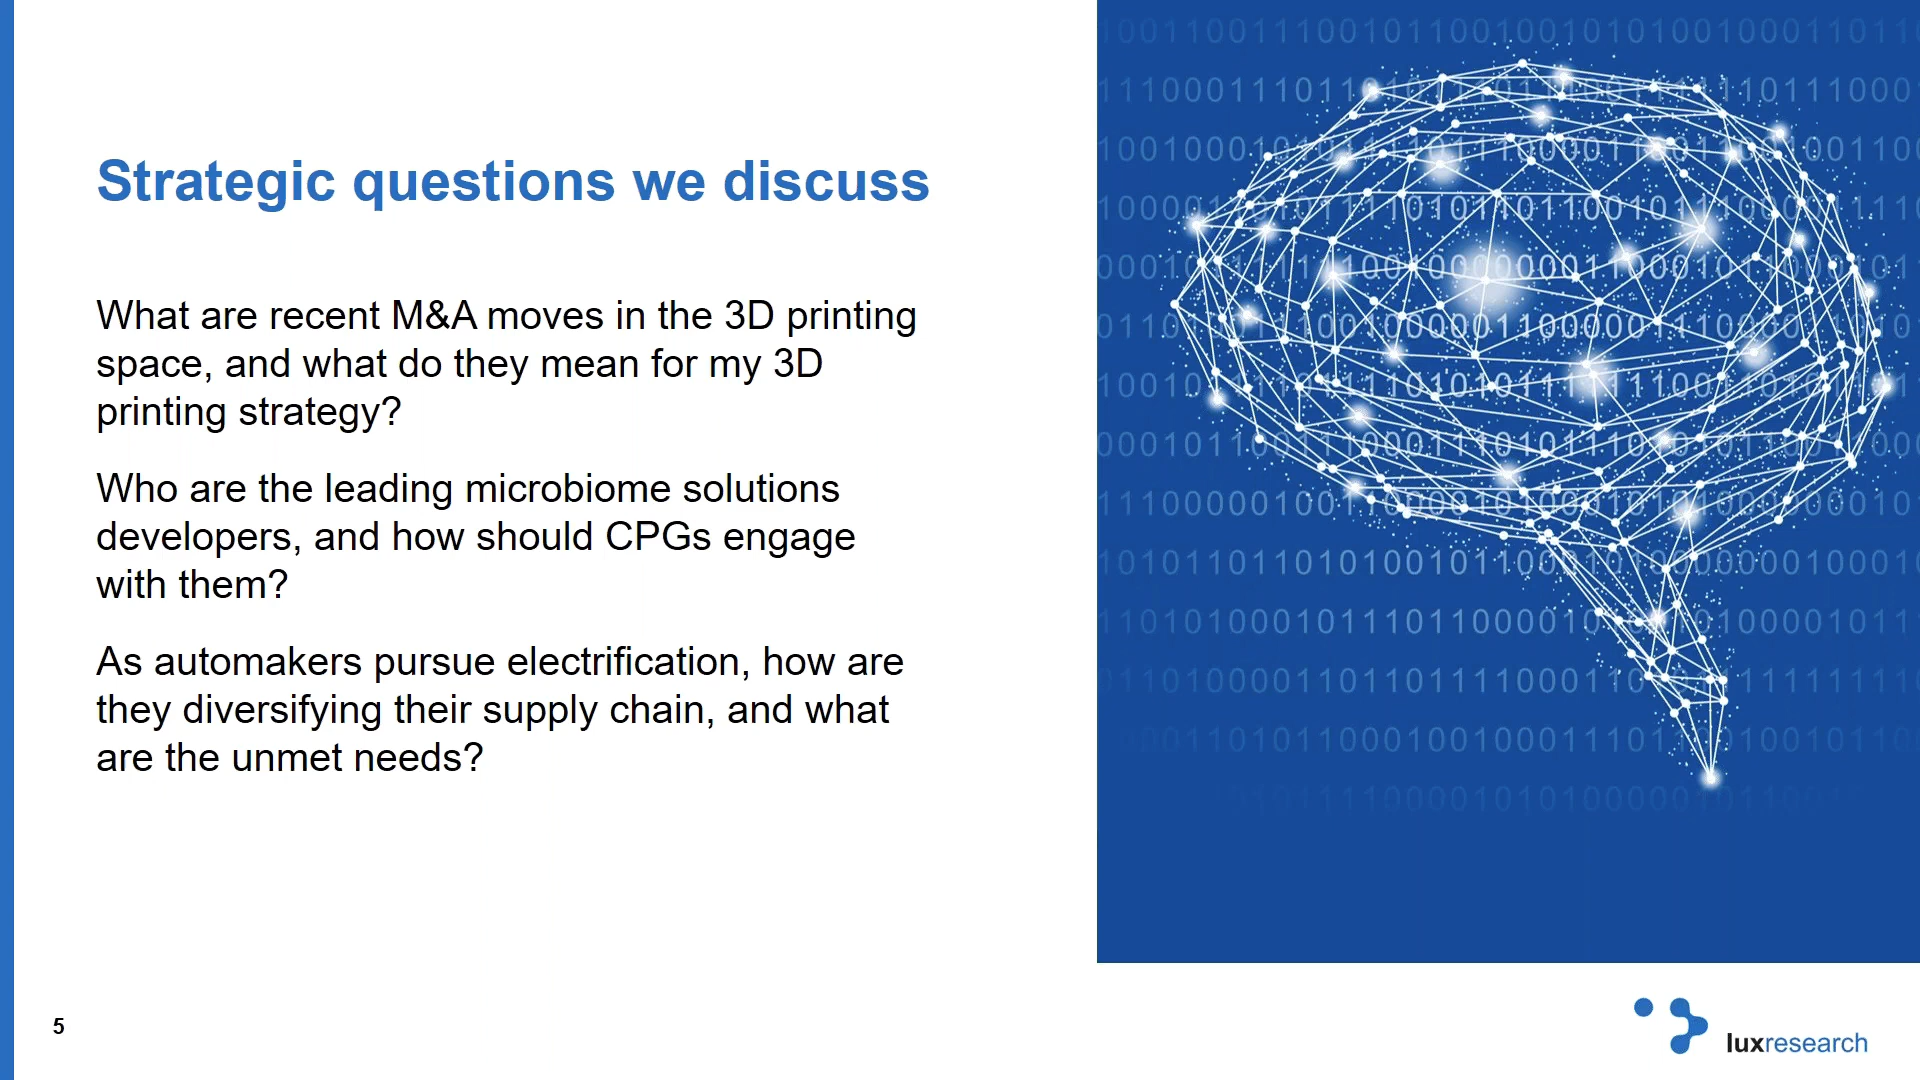 Strategic questions we discuss
What are recent M&A moves in the 3D printing
space, and what do they mean for my 3D
printing strategy?
Who are the leading microbiome solutions
developers, and how should CPGs engage
with them?
As automakers pursue electrification, how are
they diversifying their supply chain, and what
are the unmet needs?
5
luxresearch